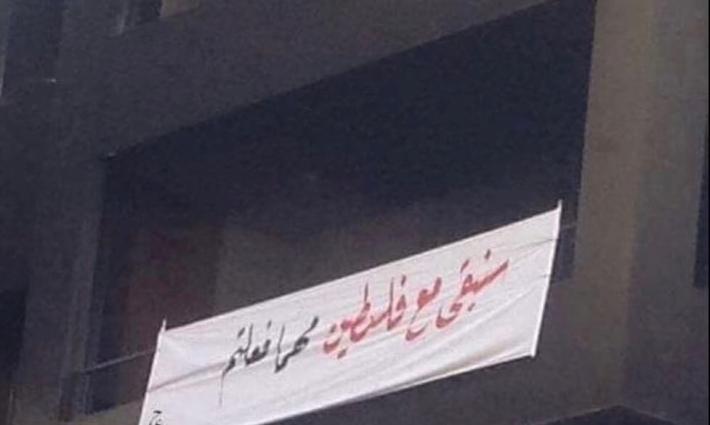 سنبقى مع فلسطين مهما فعلتم